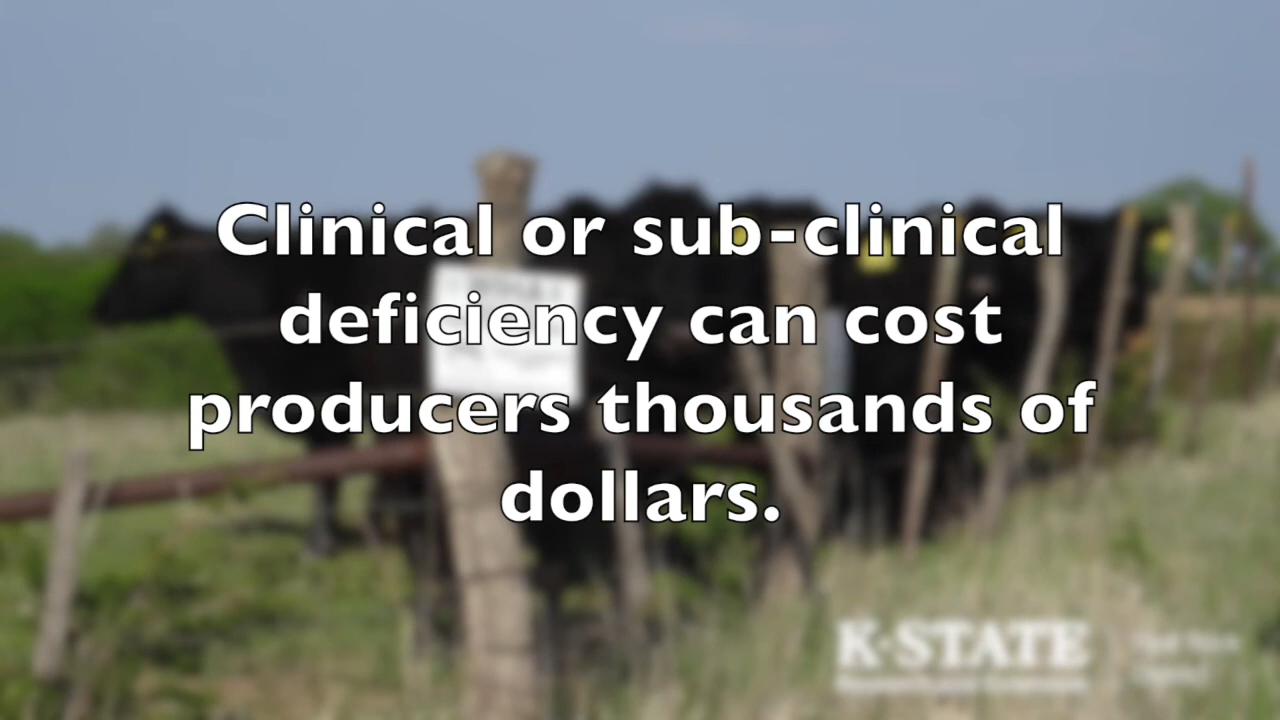 Clinical or sub-clinical
deficiency can cost
producers thousands of
dollars.
K-STATE